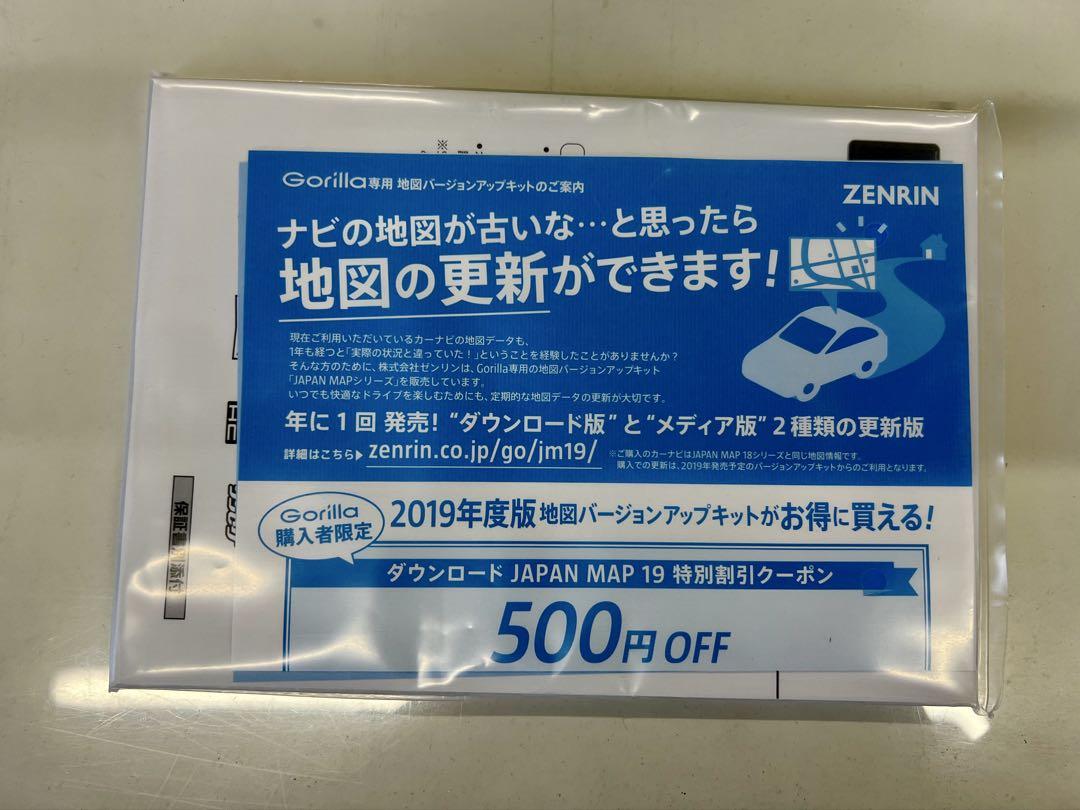 Gorilla専用 地図バージョンアップキットのご案内
ZENRIN
ナビの地図が古いな…と思ったら
地図の更新ができます!
現在ご利用いただいているカーナビの地図データも、
1年も経つと「実際の状況と違っていた!」ということを経験したことがありませんか?
そんな方のために、株式会社ゼンリンは、Gorilla専用の地図バージョンアップキット
「JAPAN MAPシリーズ」を販売しています。
いつでも快適なドライブを楽しむためにも、定期的な地図データの更新が大切です。
年に1回 発売! “ダウンロード版” と “メディア版” 2種類の更新版
詳細はこちら▶ zenrin.co.jp/go/jm19/
※ご購入のカーナビはJAPAN MAP 18シリーズと同じ地図情報です。
購入での更新は、2019年発売予定のバージョンアップキットからのご利用となります。
Gorilla
購入者限定
2019年度版 地図バージョンアップキットがお得に買える!
ダウンロード JAPAN MAP 19 特別割引クーポン
500円 OFF
保証書別添付